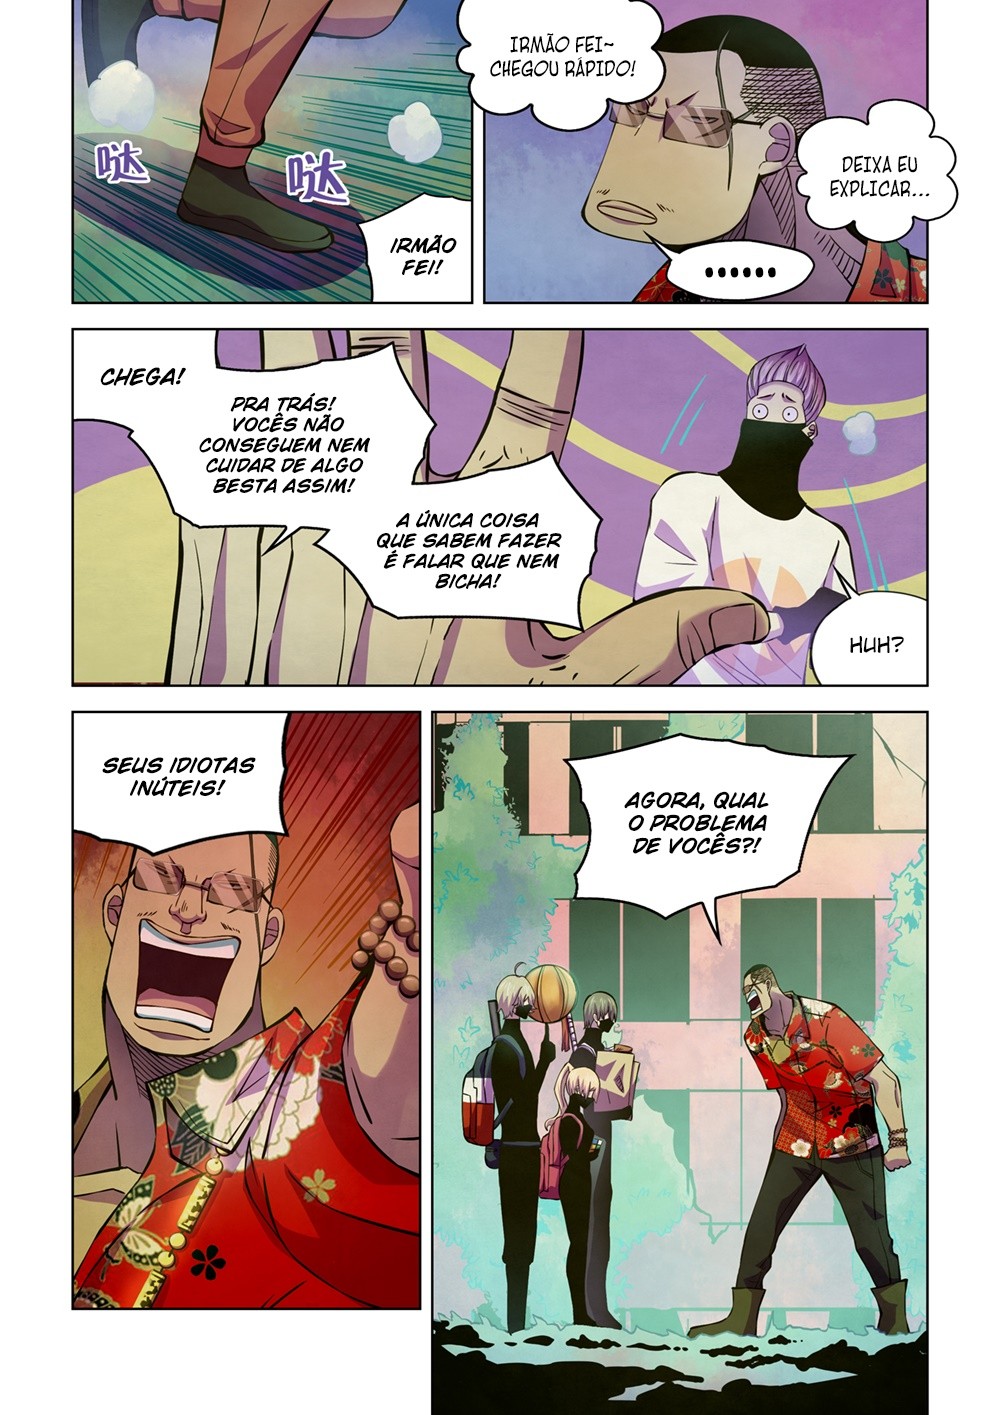 哒
哒
IRMÃO
FEI!
IRMÃO FEI~
CHEGOU RÁPIDO!
DEIXA EU
EXPLICAR...
••••••
CHEGA!
PRA TRÁS!
VOCÊS NÃO
CONSEGUEM NEM
CUIDAR DE ALGO
BESTA ASSIM!
A ÚNICA COISA
QUE SABEM FAZER
É FALAR QUE NEM
BICHA!
HUH?
SEUS IDIOTAS
INÚTEIS!
AGORA, QUAL
O PROBLEMA
DE VOCÊS?!